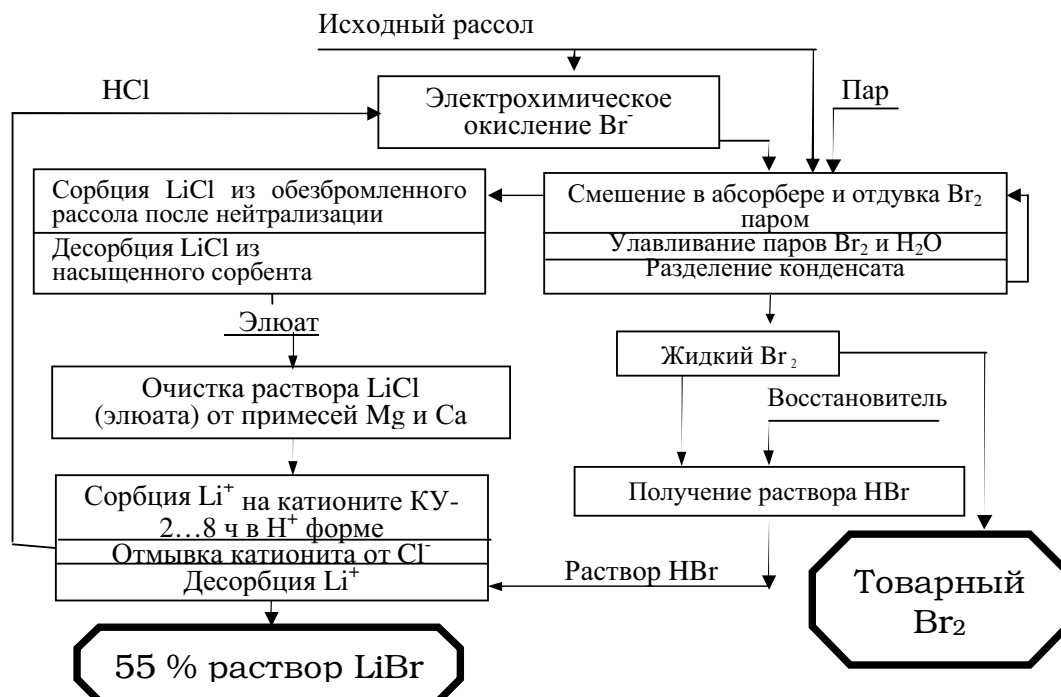 Исходный рассол
HCl
Электрохимическое
окисление Br⁻
Пар
Сорбция LiCl из обезбромленного
рассола после нейтрализации
Десорбция LiCl из
насыщенного сорбента
Смешение в абсорбере и отдувка Br₂
паром
Улавливание паров Br₂ и H₂O
Разделение конденсата
Элюат
Жидкий Br₂
Очистка раствора LiCl
(элюата) от примесей Mg и Ca
Восстановитель
Сорбция Li⁺ на катионите КУ-
2…8 ч в H⁺ форме
Отмывка катионита от Cl⁻
Десорбция Li⁺
Получение раствора HBr
Раствор HBr
Товарный
Br₂
55 % раствор LiBr